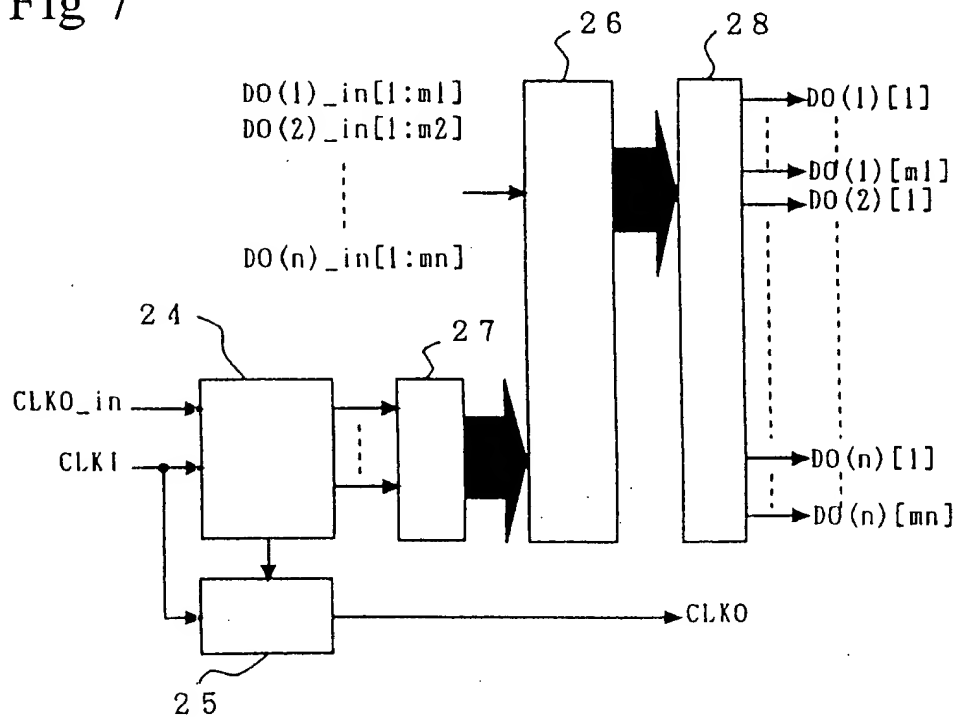 Fig 7
26
28
DO(1)_in[1:m1]
DO(2)_in[1:m2]
DO(n)_in[1:mn]
DO(1)[1]
DO(1)[m1]
DO(2)[1]
24
27
CLKO_in
CLKI
DO(n)[1]
DO(n)[mn]
CLKO
25